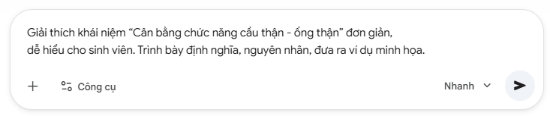 Giải thích khái niệm “Cân bằng chức năng cầu thận - ống thận” đơn giản,
dễ hiểu cho sinh viên. Trình bày định nghĩa, nguyên nhân, đưa ra ví dụ minh họa.
Công cụ
Nhanh